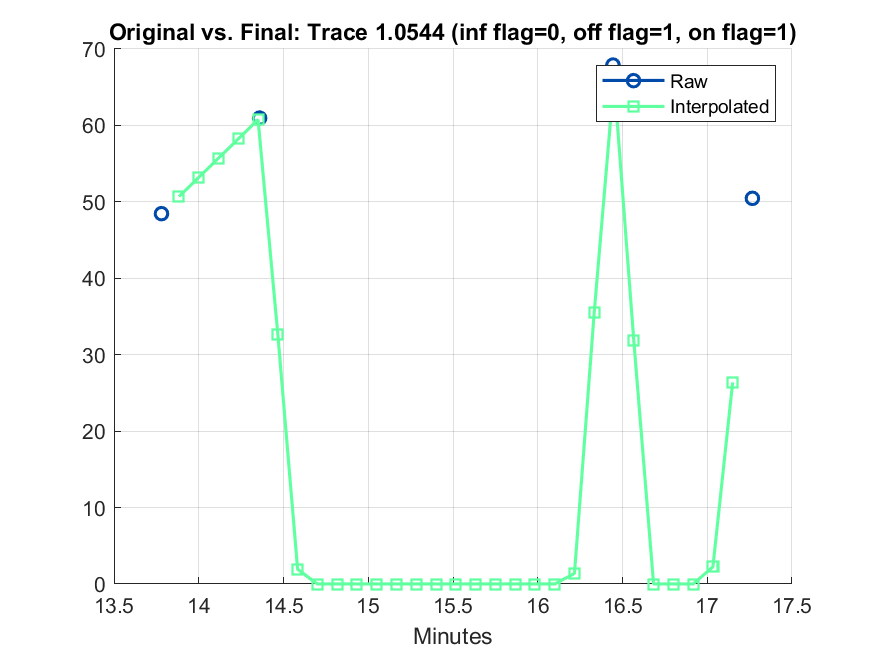 Original vs. Final: Trace 1.0544 (inf flag=0, off flag=1, on flag=1)
70
60
50
40
30
20
10
0
Raw
Interpolated
13.5 14 14.5 15 15.5 16 16.5 17 17.5
Minutes